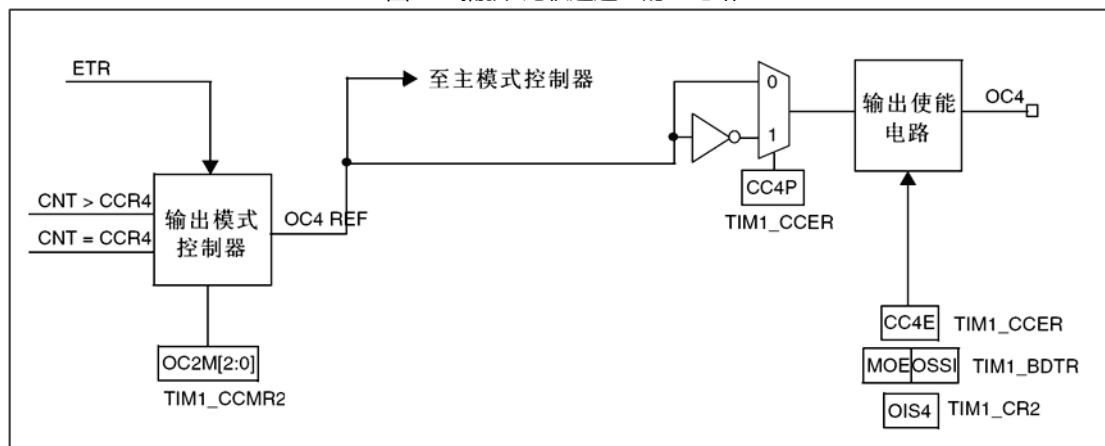 ETR
至主模式控制器
0
1
输出使能
电路
OC4
CC4P
TIM1_CCER
CNT > CCR4
CNT = CCR4
输出模式
控制器
OC4 REF
OC2M[2:0]
TIM1_CCMR2
CC4E TIM1_CCER
MOE OSSI TIM1_BDTR
OIS4 TIM1_CR2